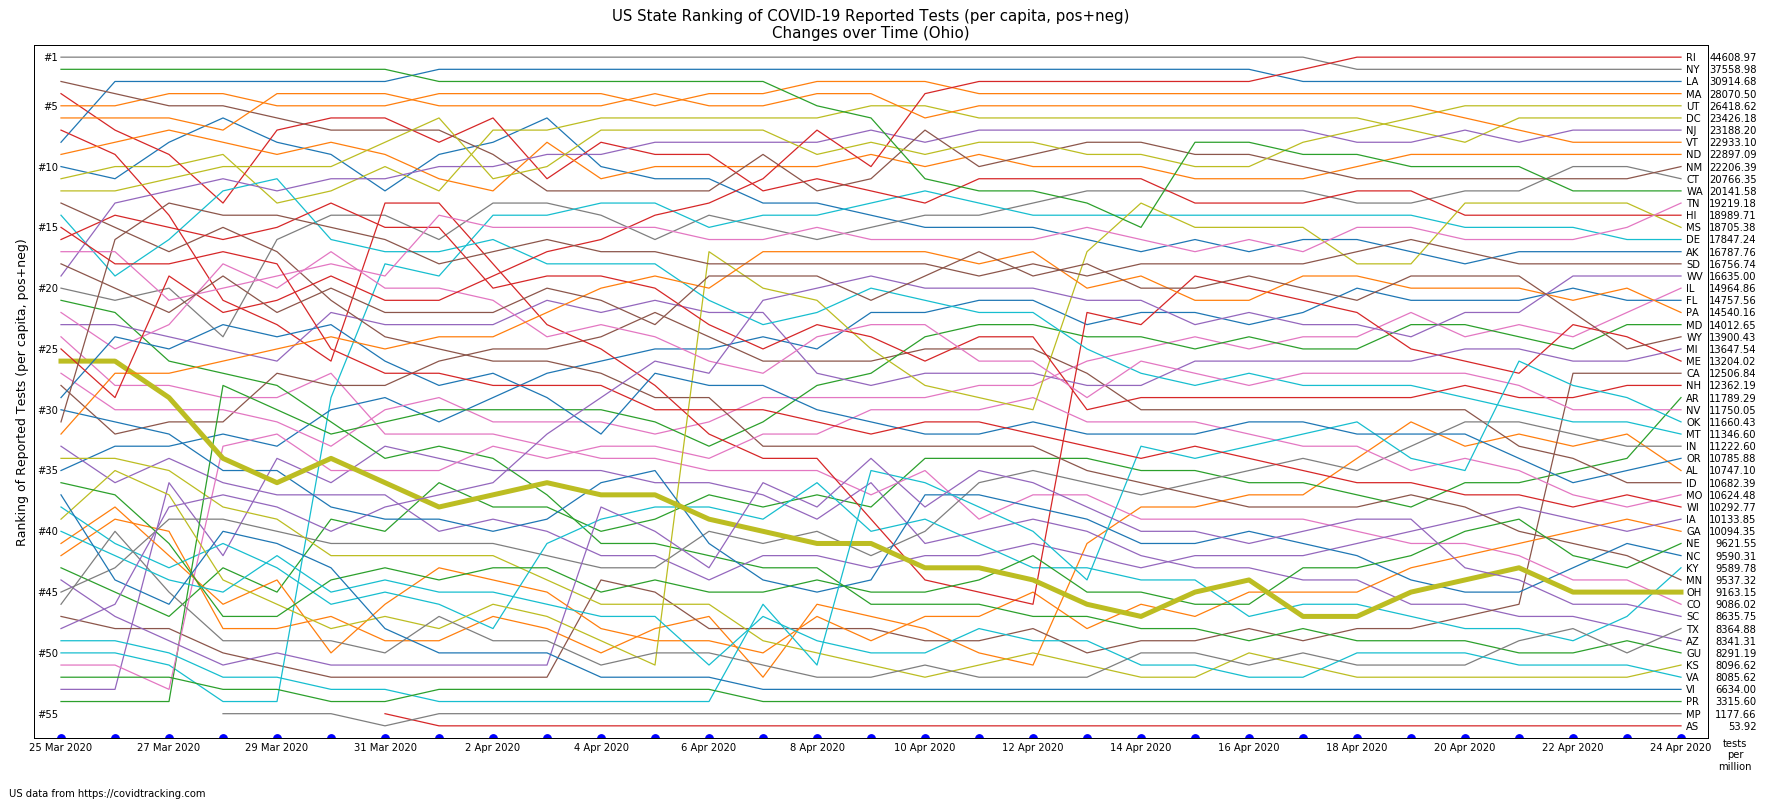 US State Ranking of COVID-19 Reported Tests (per capita, pos+neg)
Changes over Time (Ohio)
Ranking of Reported Tests (per capita, pos+neg)
#1
#5
#10
#15
#20
#25
#30
#35
#40
#45
#50
#55
RI 44608.97
NY 37558.98
LA 30914.68
MA 28070.50
UT 26418.62
DC 23426.18
NJ 23188.20
VT 22933.10
ND 22897.09
NM 22206.39
CT 20766.35
WA 20141.58
TN 19219.18
HI 18989.71
MS 18705.38
DE 17847.24
AK 16787.76
SD 16756.74
WV 16635.00
IL 14964.86
FL 14757.56
PA 14540.16
MD 14012.65
WY 13900.43
MI 13647.54
ME 13204.02
CA 12506.84
NH 12362.19
AR 11789.29
NV 11750.05
OK 11660.43
MT 11346.60
IN 11222.60
OR 10785.88
AL 10747.10
ID 10682.39
MO 10624.48
WI 10292.77
IA 10133.85
GA 10094.35
NE 9621.55
NC 9590.31
KY 9589.78
MN 9537.32
OH 9163.15
CO 9086.02
SC 8635.75
TX 8364.88
AZ 8341.31
GU 8291.19
KS 8096.62
VA 8085.62
VI 6634.00
PR 3315.60
MP 1177.66
AS 53.92
25 Mar 2020 27 Mar 2020 29 Mar 2020 31 Mar 2020 2 Apr 2020 4 Apr 2020 6 Apr 2020 8 Apr 2020 10 Apr 2020 12 Apr 2020 14 Apr 2020 16 Apr 2020 18 Apr 2020 20 Apr 2020 22 Apr 2020 24 Apr 2020
tests
per
million
US data from https://covidtracking.com